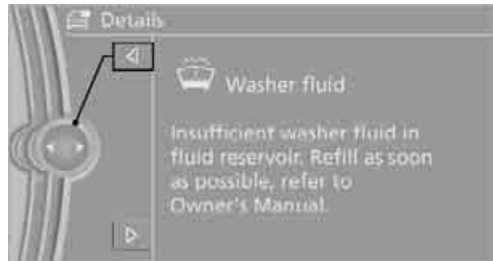 Details
Washer fluid
Insufficient washer fluid in
fluid reservoir. Refill as soon
as possible, refer to
Owner's Manual.